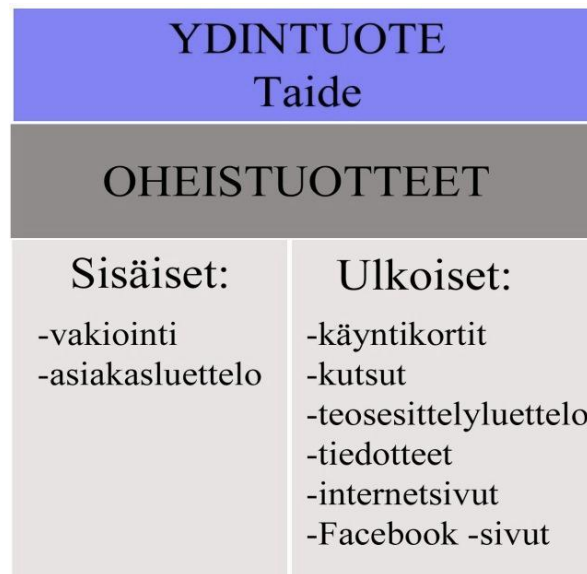 YDINTUOTE
Taide
OHEISTUOTTEET
Sisäiset:
-vakiointi
-asiakasluettelo
Ulkoiset:
-käyntikortit
-kutsut
-teosesittelyluettelo
-tiedotteet
-internetsivut
-Facebook -sivut